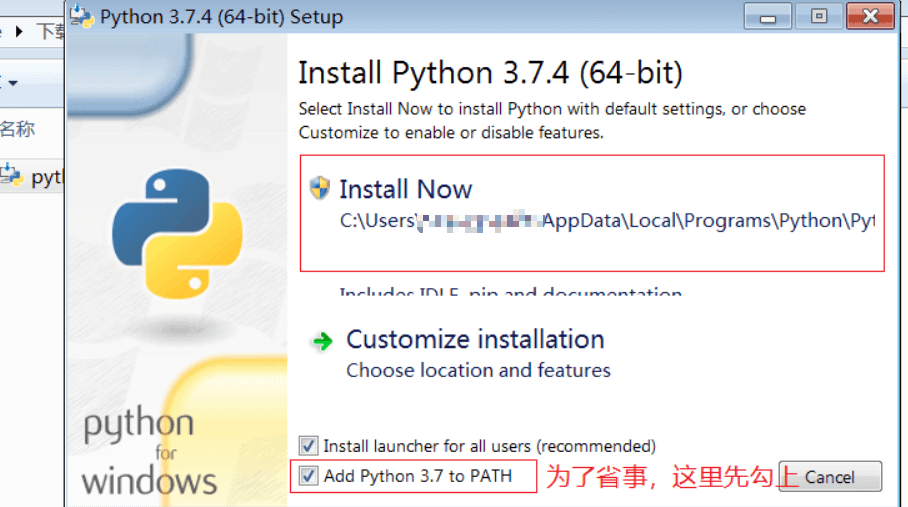 Python 3.7.4 (64-bit) Setup
下载
名称
Install Python 3.7.4 (64-bit)
Select Install Now to install Python with default settings, or choose
Customize to enable or disable features.
Install Now
C:\Users\ AppData\Local\Programs\Python\Pyt
Includes IDLE, pip and documentation
Customize installation
Choose location and features
python
for
windows
Install launcher for all users (recommended)
Add Python 3.7 to PATH
为了省事，这里先勾上
Cancel